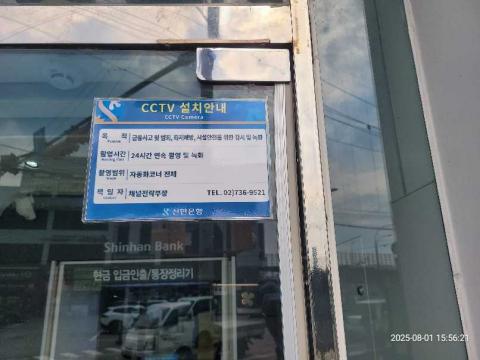 CCTV 설치안내
CCTV Camera
목 적 금융사고 및 범죄, 화재예방, 시설안전을 위한 감시 및 녹화
Purpose
촬영시간 24시간 연속 촬영 및 녹화
촬영범위 자동화코너 전체
책 임 자 채널전략부장 TEL. 02)736-9521
신한은행
Shinhan Bank
현금 입금인출/통장정리기
2025-08-01 15:56:21